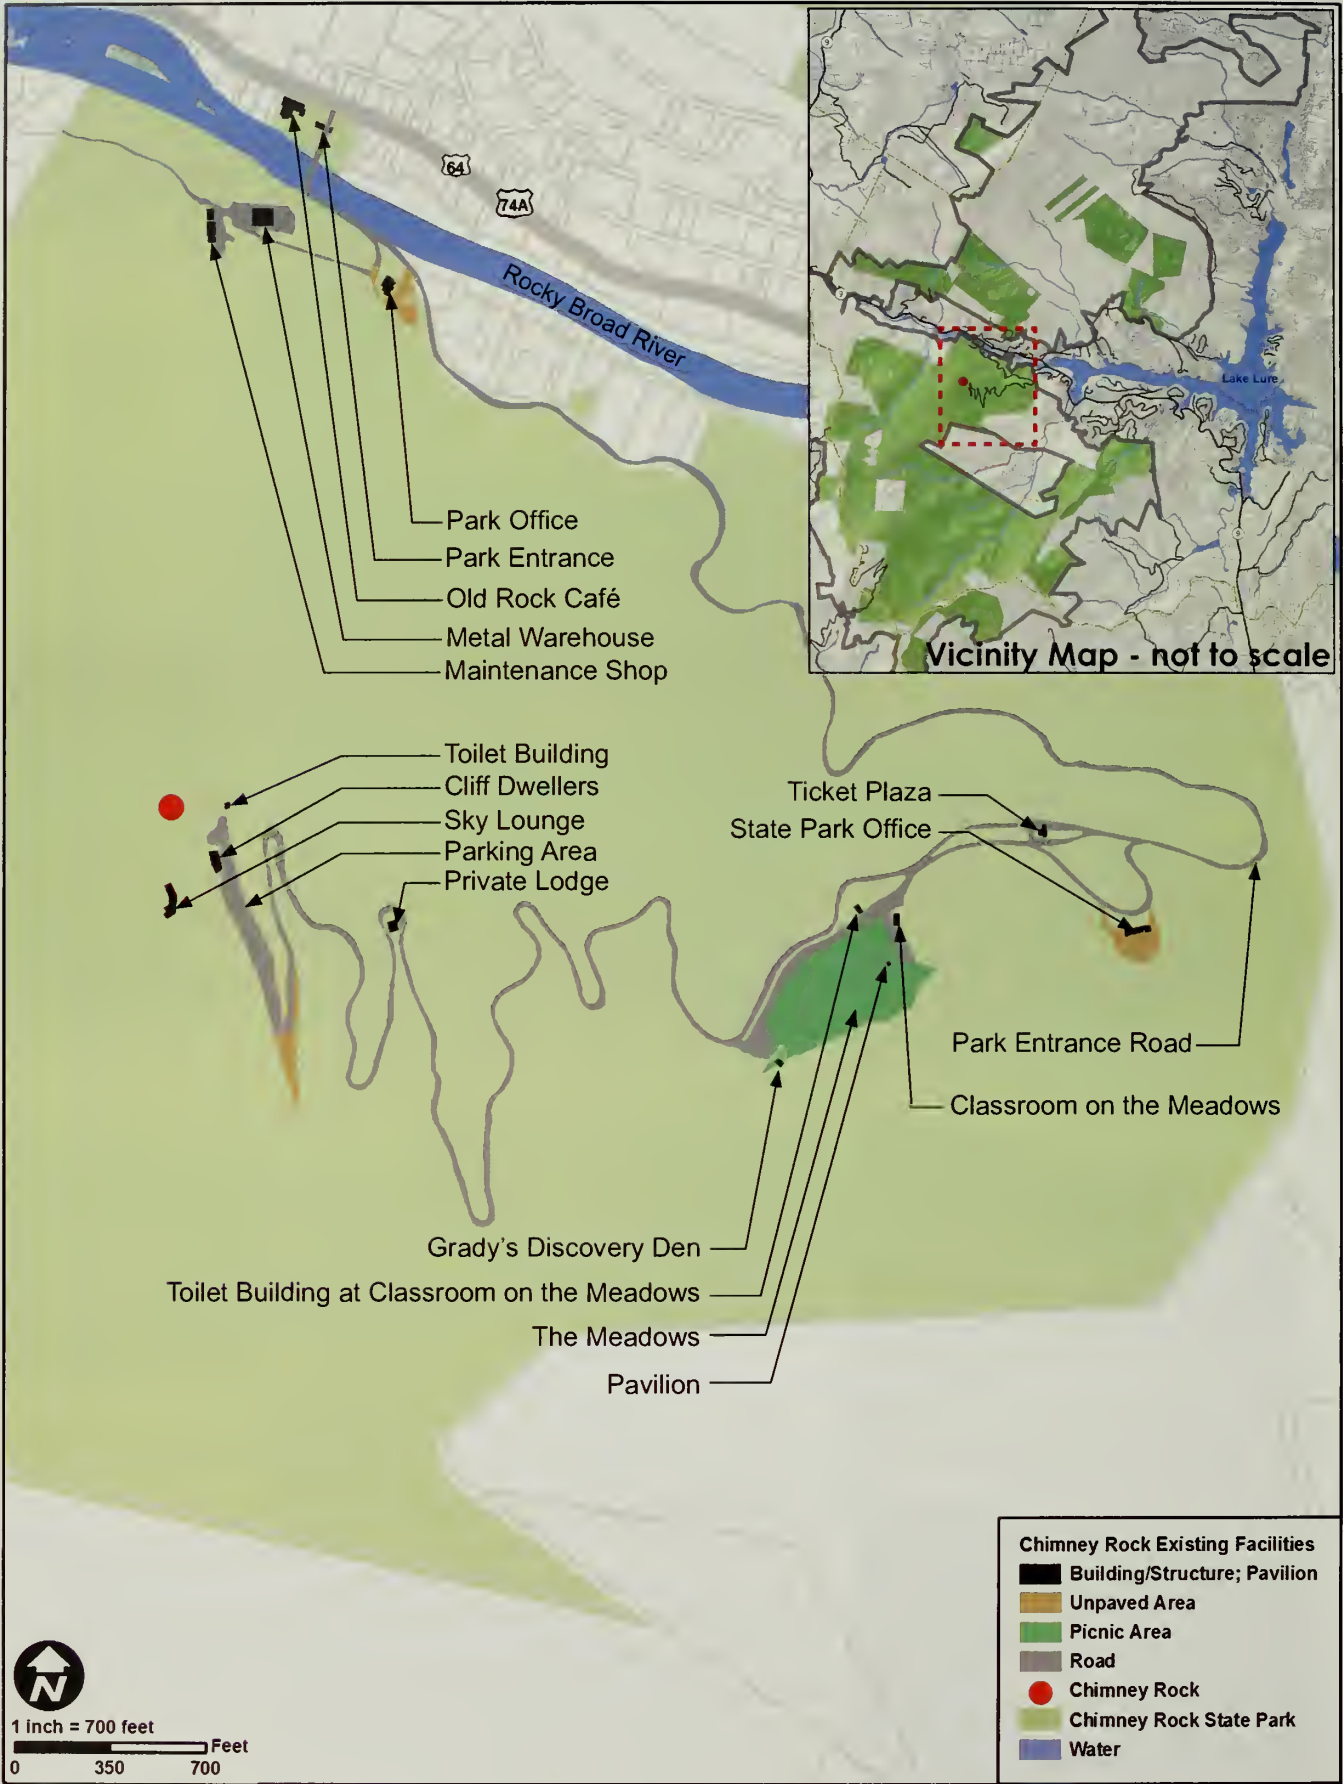 64
74A
Rocky Broad River
9
9
Lake Lure
9
Vicinity Map - not to scale
Park Office
Park Entrance
Old Rock Café
Metal Warehouse
Maintenance Shop
Toilet Building
Cliff Dwellers
Sky Lounge
Parking Area
Private Lodge
Ticket Plaza
State Park Office
Park Entrance Road
Classroom on the Meadows
Grady's Discovery Den
Toilet Building at Classroom on the Meadows
The Meadows
Pavilion
Chimney Rock Existing Facilities
Building/Structure; Pavilion
Unpaved Area
Picnic Area
Road
Chimney Rock
Chimney Rock State Park
Water
N
1 inch = 700 feet
Feet
0 350 700